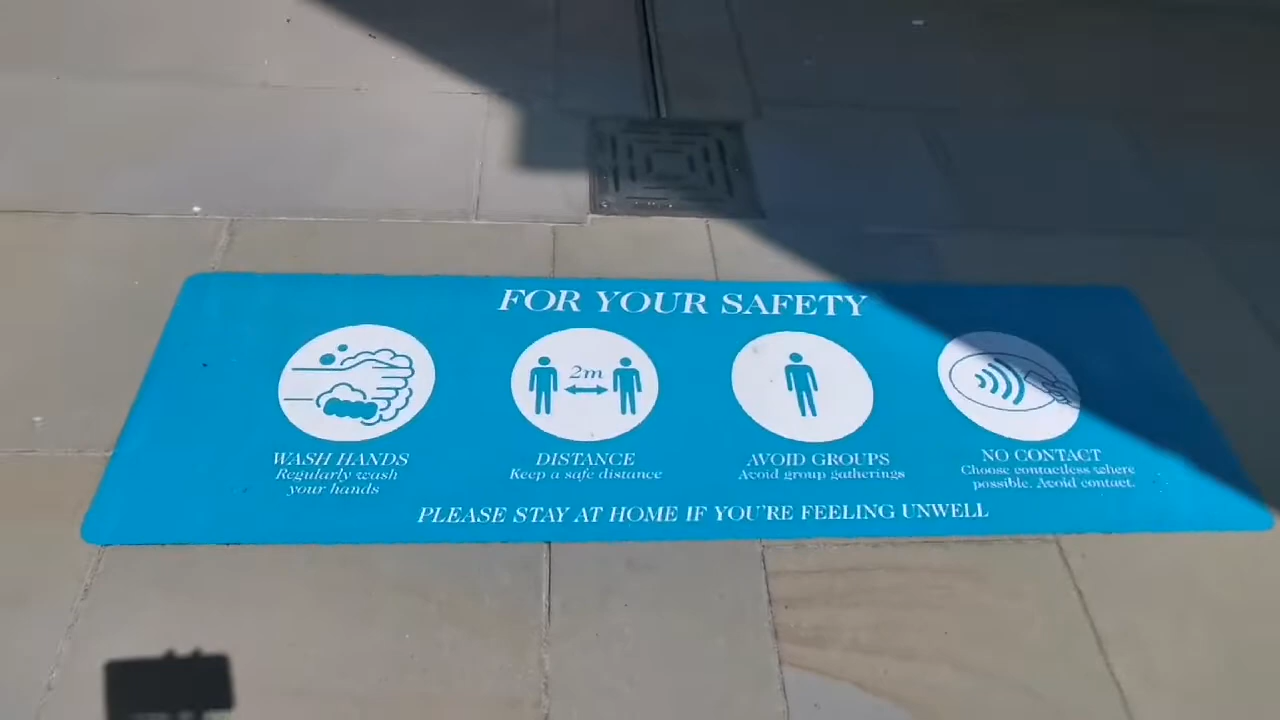 FOR YOUR SAFETY
2m
WASH HANDS
Regularly wash
your hands
DISTANCE
Keep a safe distance
AVOID GROUPS
Avoid group gatherings
NO CONTACT
Choose contactless where
possible. Avoid contact.
PLEASE STAY AT HOME IF YOU'RE FEELING UNWELL